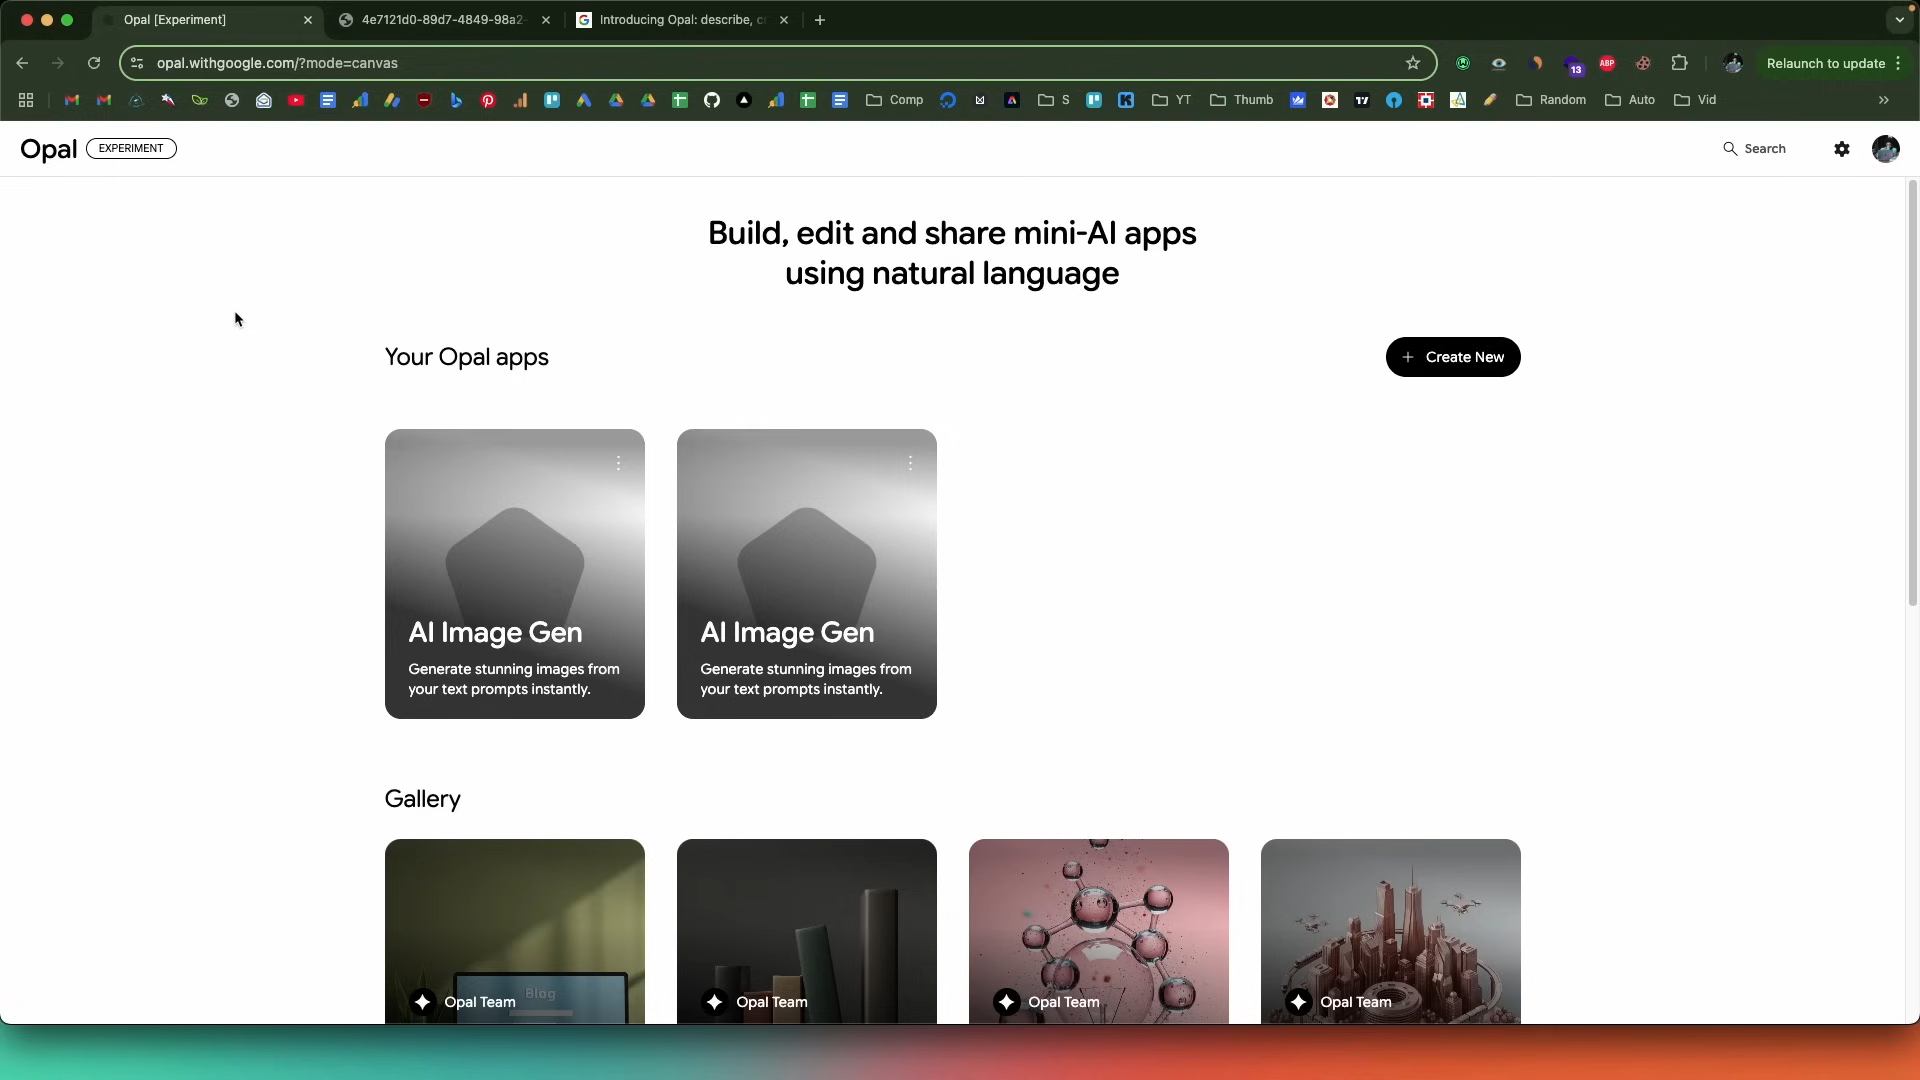 Opal [Experiment]
4e7121d0-89d7-4849-98a2-
Introducing Opal: describe, c
opal.withgoogle.com/?mode=canvas
13
ABP
Relaunch to update
Comp
S
YT
Thumb
Random
Auto
Vid
Opal
EXPERIMENT
Search
Build, edit and share mini-AI apps
using natural language
Your Opal apps
+ Create New
AI Image Gen
Generate stunning images from
your text prompts instantly.
AI Image Gen
Generate stunning images from
your text prompts instantly.
Gallery
Blog
Opal Team
Opal Team
Opal Team
Opal Team